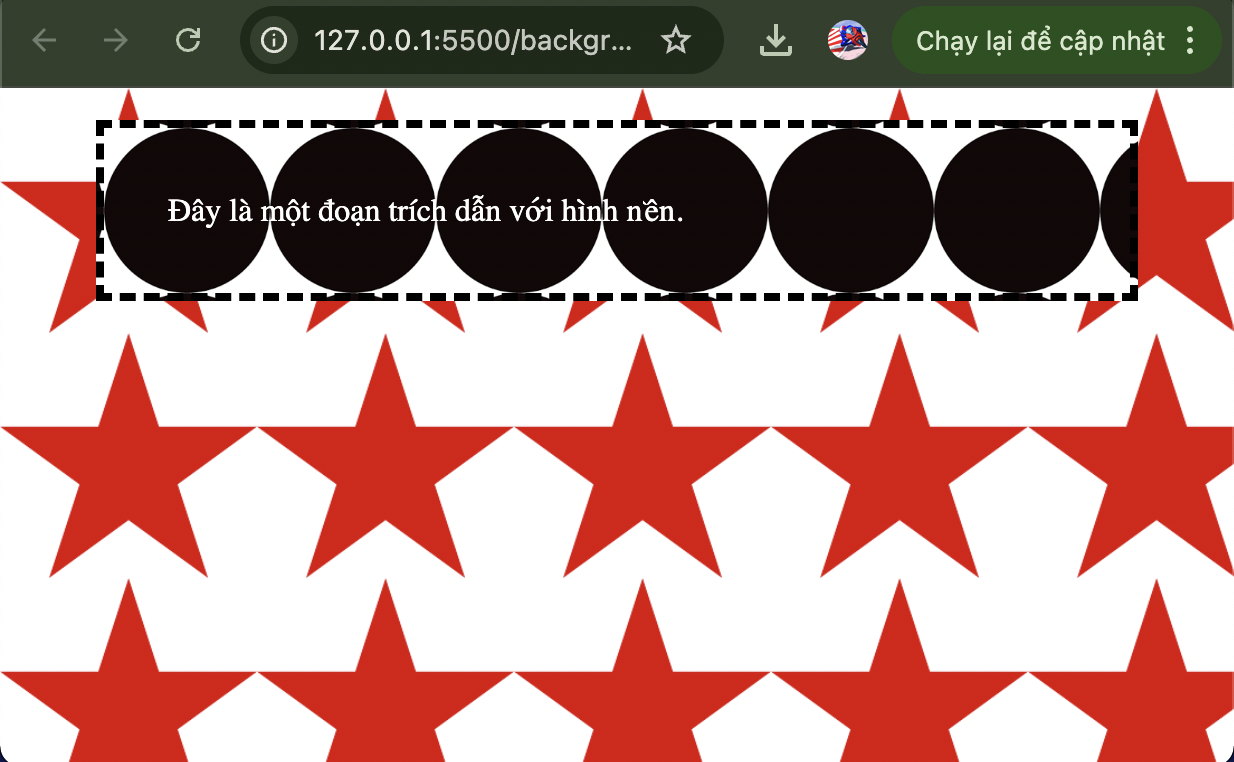 127.0.0.1:5500/backgr...
Chạy lại để cập nhật
Đây là một đoạn trích dẫn với hình nền.